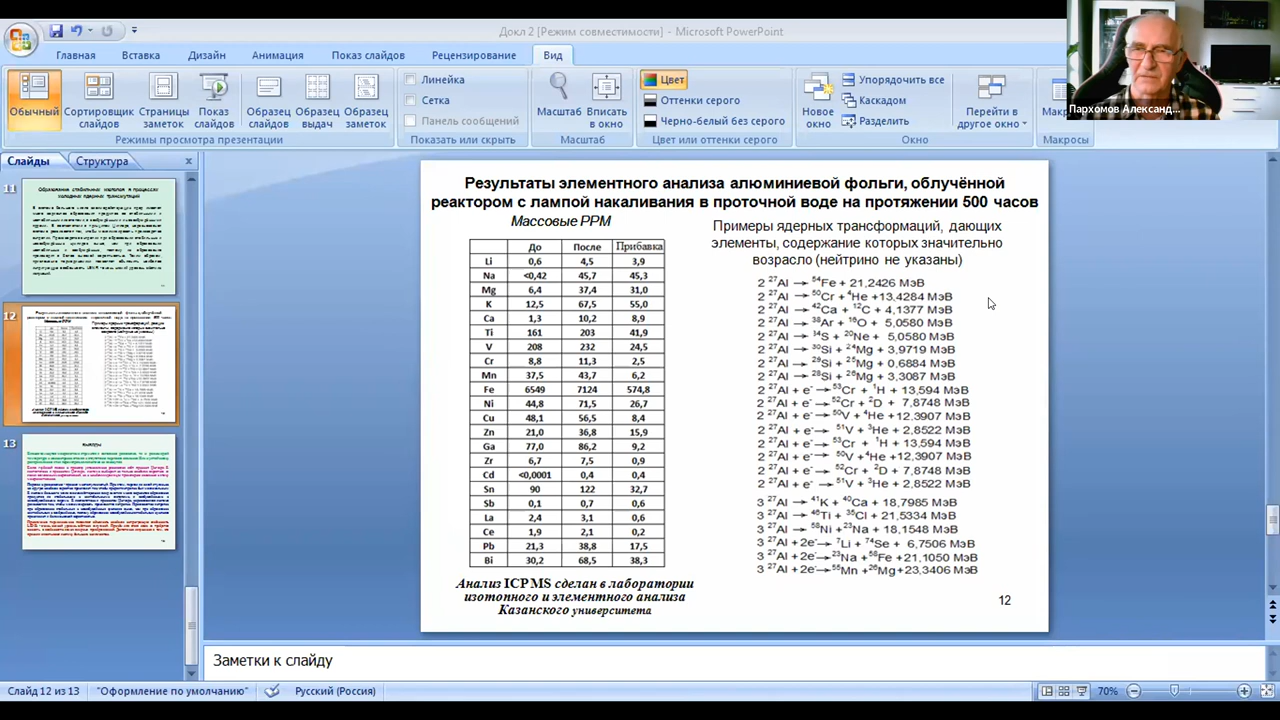 Докл 2 [Режим совместимости] - Microsoft PowerPoint
Главная Вставка Дизайн Анимация Показ слайдов Рецензирование Вид
Обычный
Сортировщик слайдов
Страницы заметок
Показ слайдов
Образец слайдов
Образец выдач
Образец заметок
Режимы просмотра презентации
Линейка
Сетка
Панель сообщений
Показать или скрыть
Масштаб
Вписать в окно
Масштаб
Цвет
Оттенки серого
Черно-белый без серого
Цвет или оттенки серого
Новое окно
Упорядочить все
Каскадом
Разделить
Перейти в другое окно
Окно
Макросы
Пархомов Александ...
Слайды Структура x
11
12
13
Результаты элементного анализа алюминиевой фольги, облучённой
реактором с лампой накаливания в проточной воде на протяжении 500 часов
Массовые PPM
До После Прибавка
Li 0,6 4,5 3,9
Na <0,42 45,7 45,3
Mg 6,4 37,4 31,0
K 12,5 67,5 55,0
Ca 1,3 10,2 8,9
Ti 161 203 41,9
V 208 232 24,5
Cr 8,8 11,3 2,5
Mn 37,5 43,7 6,2
Fe 6549 7124 574,8
Ni 44,8 71,5 26,7
Cu 48,1 56,5 8,4
Zn 21,0 36,8 15,9
Ga 77,0 86,2 9,2
Zr 6,7 7,5 0,9
Cd <0,0001 0,4 0,4
Sn 90 122 32,7
Sb 0,1 0,7 0,6
La 2,4 3,1 0,6
Ce 1,9 2,1 0,2
Pb 21,3 38,8 17,5
Bi 30,2 68,5 38,3
Анализ ICPMS сделан в лаборатории
изотопного и элементного анализа
Казанского университета
Примеры ядерных трансформаций, дающих
элементы, содержание которых значительно
возрасло (нейтрино не указаны)
2 ²⁷Al → ⁵⁴Fe + 21,2426 МэВ
2 ²⁷Al → ⁵⁰Cr + ⁴He +13,4284 МэВ
2 ²⁷Al → ⁴²Ca + ¹²C + 4,1377 МэВ
2 ²⁷Al → ³⁸Ar + ¹⁶O + 5,0580 МэВ
2 ²⁷Al → ³⁴S + ²⁰Ne + 5,0580 МэВ
2 ²⁷Al → ³⁰Si + ²⁴Mg + 3,9719 МэВ
2 ²⁷Al → ²⁹Si + ²⁵Mg + 0,6884 МэВ
2 ²⁷Al → ²⁸Si + ²⁶Mg + 3,3087 МэВ
2 ²⁷Al + e⁻ → ⁵³Cr + ¹H + 13,594 МэВ
2 ²⁷Al + e⁻ → ⁵²Cr + ²D + 7,8748 МэВ
2 ²⁷Al + e⁻ → ⁵⁰V + ⁴He +12,3907 МэВ
2 ²⁷Al + e⁻ → ⁵¹V + ³He + 2,8522 МэВ
2 ²⁷Al + e⁻ → ⁵³Cr + ¹H + 13,594 МэВ
2 ²⁷Al + e⁻ → ⁵⁰V + ⁴He +12,3907 МэВ
2 ²⁷Al + e⁻ → ⁵²Cr + ²D + 7,8748 МэВ
2 ²⁷Al + e⁻ → ⁵¹V + ³He + 2,8522 МэВ
3 ²⁷Al → ⁴¹K + ⁴⁰Ca + 18,7985 МэВ
3 ²⁷Al → ⁴⁶Ti + ³⁵Cl + 21,5334 МэВ
3 ²⁷Al → ⁵⁸Ni + ²³Na + 18,1548 МэВ
3 ²⁷Al +2e⁻ → ⁷Li + ⁷⁴Se + 6,7506 МэВ
3 ²⁷Al +2e⁻ → ²³Na + ⁵⁸Fe +21,1050 МэВ
3 ²⁷Al +2e⁻ → ⁵⁵Mn +²⁶Mg +23,3406 МэВ
12
Заметки к слайду
Слайд 12 из 13 "Оформление по умолчанию" Русский (Россия) 70%